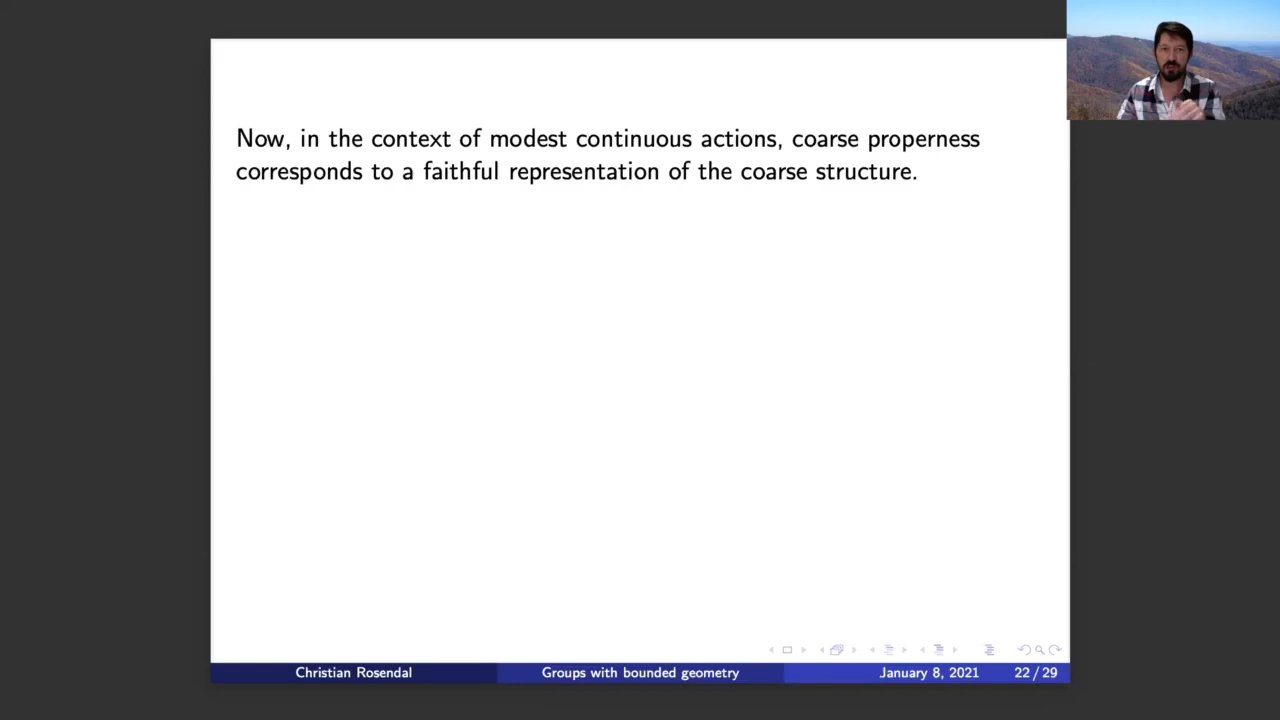 Now, in the context of modest continuous actions, coarse properness
corresponds to a faithful representation of the coarse structure.
Christian Rosendal
Groups with bounded geometry
January 8, 2021
22 / 29